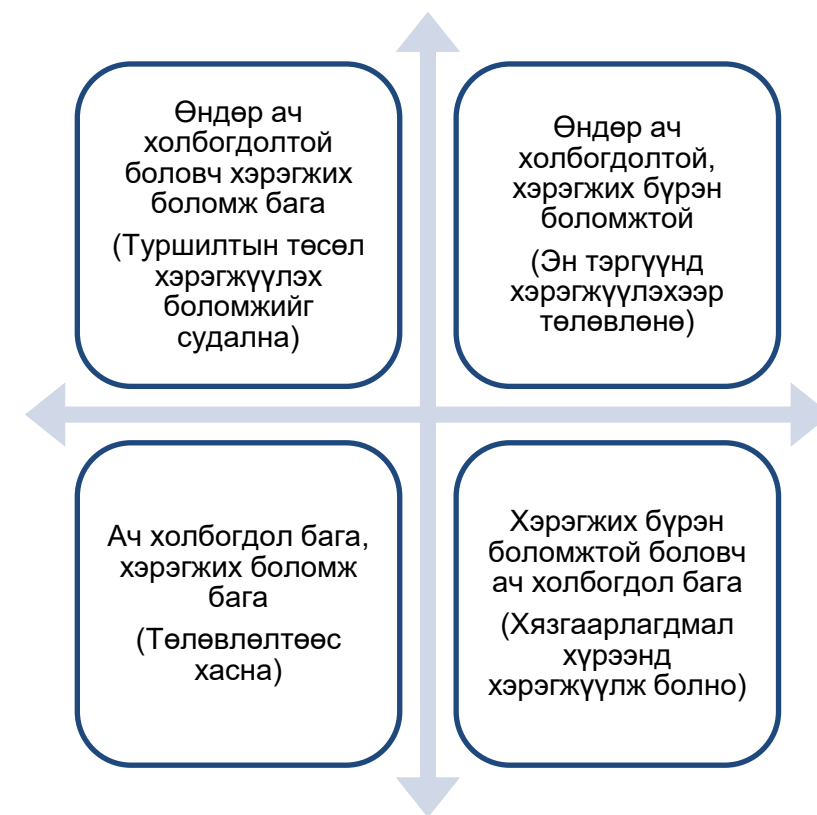 Өндөр ач
холбогдолтой
боловч хэрэгжих
боломж бага
(Туршилтын төсөл
хэрэгжүүлэх
боломжийг
судална)
Өндөр ач
холбогдолтой,
хэрэгжих бүрэн
боломжтой
(Эн тэргүүнд
хэрэгжүүлэхээр
төлөвлөнө)
Ач холбогдол бага,
хэрэгжих боломж
бага
(Төлөвлөлтөөс
хасна)
Хэрэгжих бүрэн
боломжтой боловч
ач холбогдол бага
(Хязгаарлагдмал
хүрээнд
хэрэгжүүлж болно)